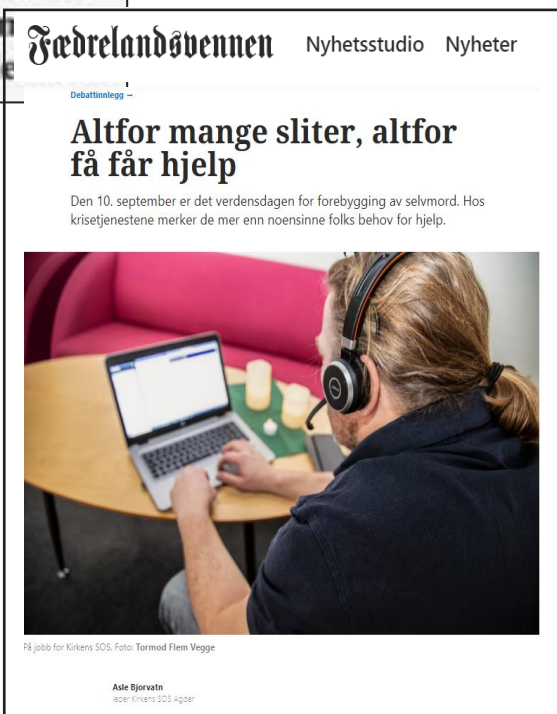 Fædrelandsvennen Nyhetsstudio Nyheter
Debattinnlegg →
Altfor mange sliter, altfor
få får hjelp
Den 10. september er det verdensdagen for forebygging av selvmord. Hos
krisetjenestene merker de mer enn noensinne folks behov for hjelp.
På jobb for Kirkens SOS. Foto: Tormod Flem Vegge
Asle Bjorvatn
leder Kirkens SOS Agder